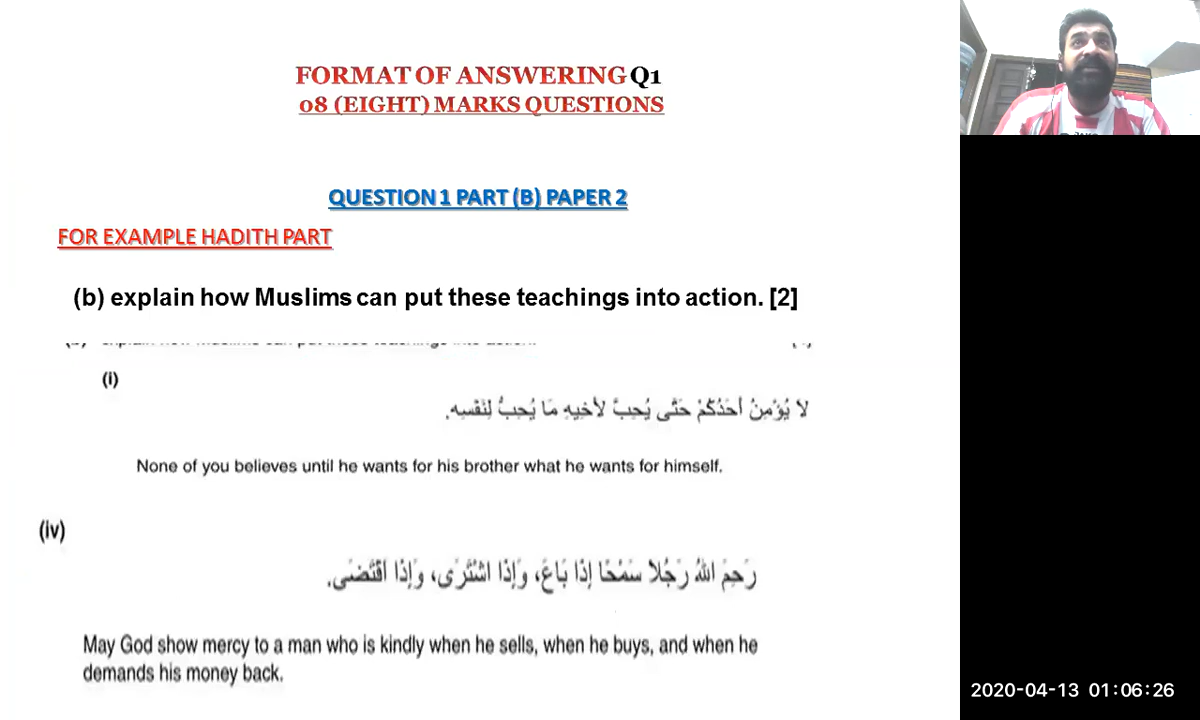 FORMAT OF ANSWERING Q1
08 (EIGHT) MARKS QUESTIONS
QUESTION 1 PART (B) PAPER 2
FOR EXAMPLE HADITH PART
(b) explain how Muslims can put these teachings into action. [2]
(i)
لاَ يُؤْمِنُ أَحَدُكُمْ حَتَّى يُحِبَّ لأَخِيهِ مَا يُحِبُّ لِنَفْسِهِ.
None of you believes until he wants for his brother what he wants for himself.
(iv)
رَحِمَ اللهُ رَجُلاً سَمْحًا إِذَا بَاعَ، وَإِذَا اشْتَرَى، وَإِذَا اقْتَضَى.
May God show mercy to a man who is kindly when he sells, when he buys, and when he
demands his money back.
2020-04-13 01:06:26